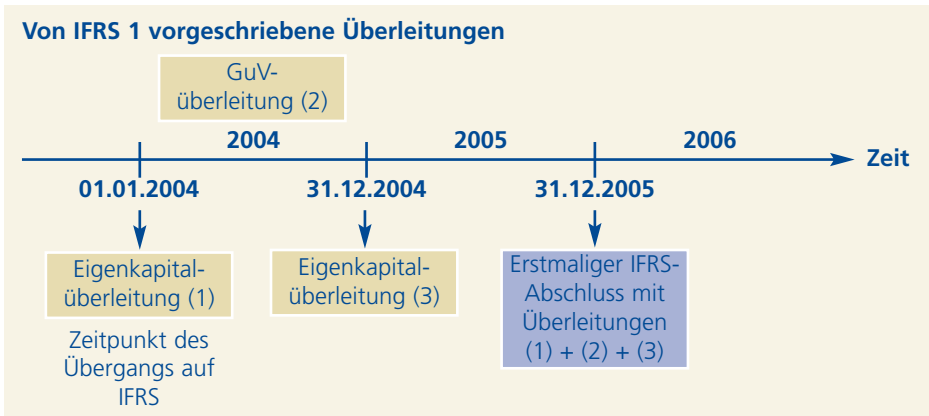 Von IFRS 1 vorgeschriebene Überleitungen
GuV-
überleitung (2)
2004
2005
2006
Zeit
01.01.2004
31.12.2004
31.12.2005
Eigenkapital-
überleitung (1)
Zeitpunkt des
Übergangs auf
IFRS
Eigenkapital-
überleitung (3)
Erstmaliger IFRS-
Abschluss mit
Überleitungen
(1) + (2) + (3)